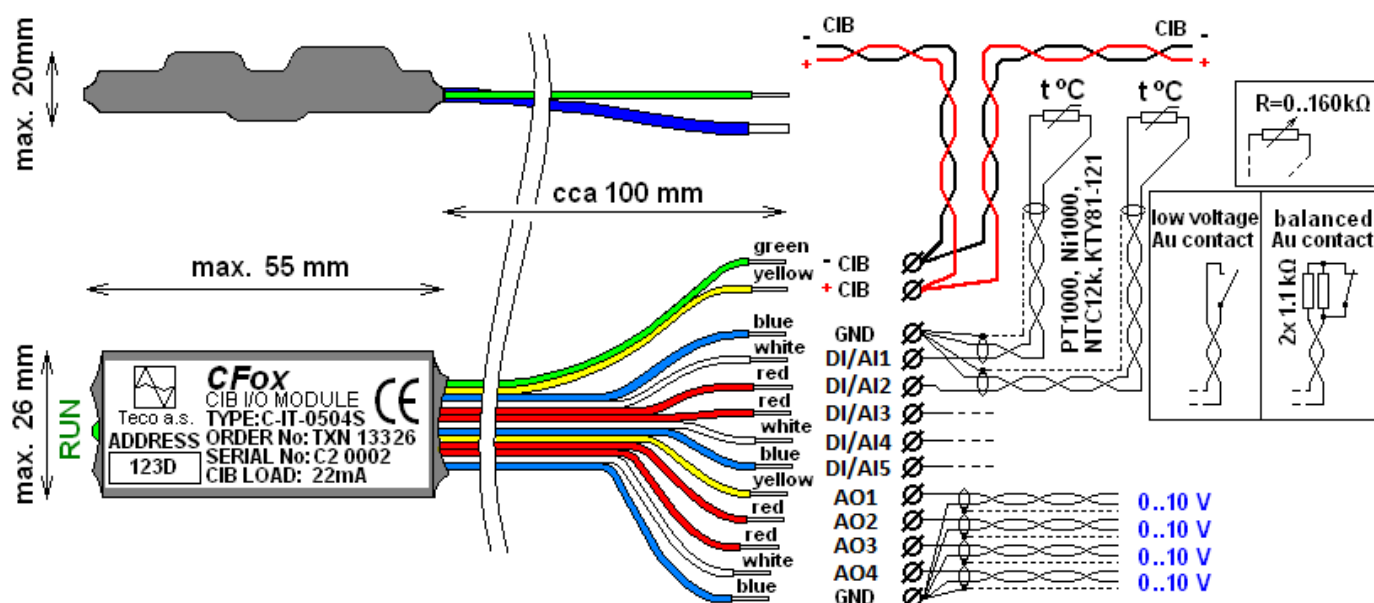 max. 20mm
cca 100 mm
max. 55 mm
max. 26 mm
RUN
Teco a.s.
ADDRESS
123D
CFox
CIB I/O MODULE
TYPE:C-IT-0504S
ORDER No: TXN 13326
SERIAL No: C2 0002
CIB LOAD: 22mA
CE
green
yellow
blue
white
red
red
white
blue
yellow
red
red
white
blue
- CIB
+ CIB
GND
DI/AI1
DI/AI2
DI/AI3
DI/AI4
DI/AI5
AO1
AO2
AO3
AO4
GND
- CIB
+
CIB -
+
t ºC
t ºC
PT1000, Ni1000,
NTC12k, KTY81-121
R=0..160kΩ
low voltage
Au contact
balanced
Au contact
2x 1.1 kΩ
0..10 V
0..10 V
0..10 V
0..10 V